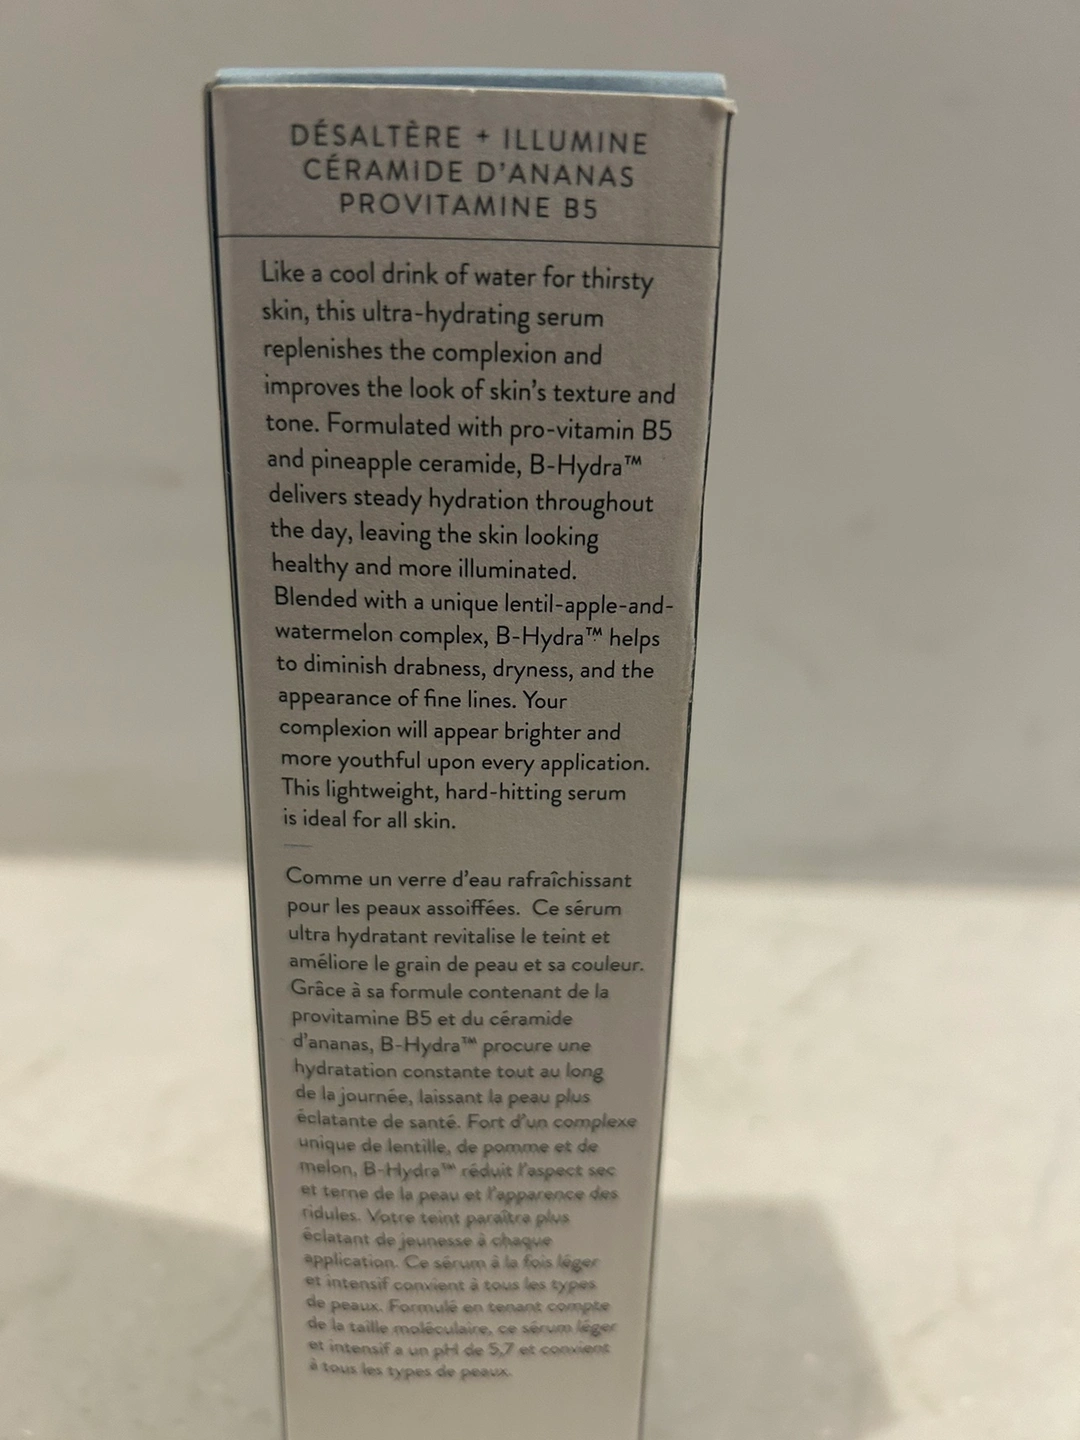 DÉSALTÈRE + ILLUMINE
CÉRAMIDE D'ANANAS
PROVITAMINE B5
Like a cool drink of water for thirsty
skin, this ultra-hydrating serum
replenishes the complexion and
improves the look of skin's texture and
tone. Formulated with pro-vitamin B5
and pineapple ceramide, B-Hydra™
delivers steady hydration throughout
the day, leaving the skin looking
healthy and more illuminated.
Blended with a unique lentil-apple-and-
watermelon complex, B-Hydra™ helps
to diminish drabness, dryness, and the
appearance of fine lines. Your
complexion will appear brighter and
more youthful upon every application.
This lightweight, hard-hitting serum
is ideal for all skin.
Comme un verre d'eau rafraîchissant
pour les peaux assoiffées. Ce sérum
ultra hydratant revitalise le teint et
améliore le grain de peau et sa couleur.
Grâce à sa formule contenant de la
provitamine B5 et du céramide
d'ananas, B-Hydra™ procure une
hydratation constante tout au long
de la journée, laissant la peau plus
éclatante de santé. Fort d'un complexe
unique de lentille, de pomme et de
melon, B-Hydra™ réduit l'aspect sec
et terne de la peau et l'apparence des
ridules. Votre teint paraîtra plus
éclatant de jeunesse à chaque
application. Ce sérum à la fois léger
et intensif convient à tous les types
de peaux. Formulé en tenant compte
de la taille moléculaire, ce sérum léger
et intensif a un pH de 5,7 et convient
à tous les types de peaux.